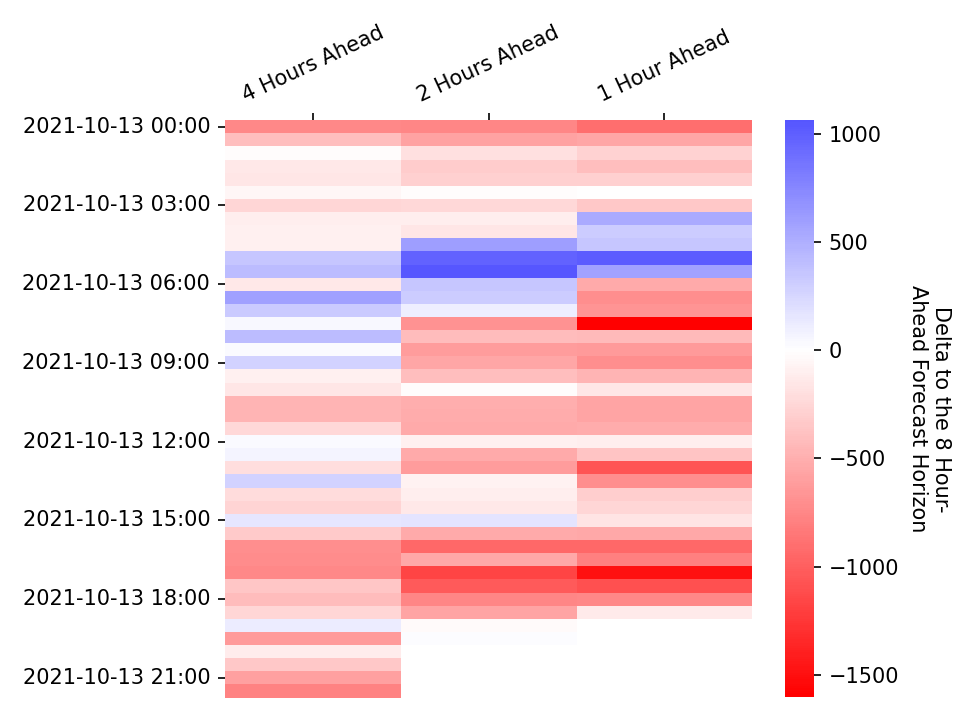 4 Hours Ahead
2 Hours Ahead
1 Hour Ahead
2021-10-13 00:00
2021-10-13 03:00
2021-10-13 06:00
2021-10-13 09:00
2021-10-13 12:00
2021-10-13 15:00
2021-10-13 18:00
2021-10-13 21:00
1000
500
0
−500
−1000
−1500
Delta to the 8 Hour-
Ahead Forecast Horizon